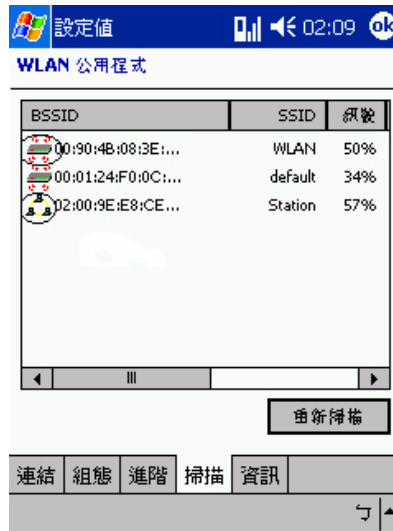 設定值 02:09 ok
WLAN 公用程式
BSSID SSID 訊號
00:90:4B:08:3E:... WLAN 50%
00:01:24:F0:0C:... default 34%
02:00:9E:E8:CE... Station 57%
重新掃描
連結 組態 進階 掃描 資訊
ㄅ